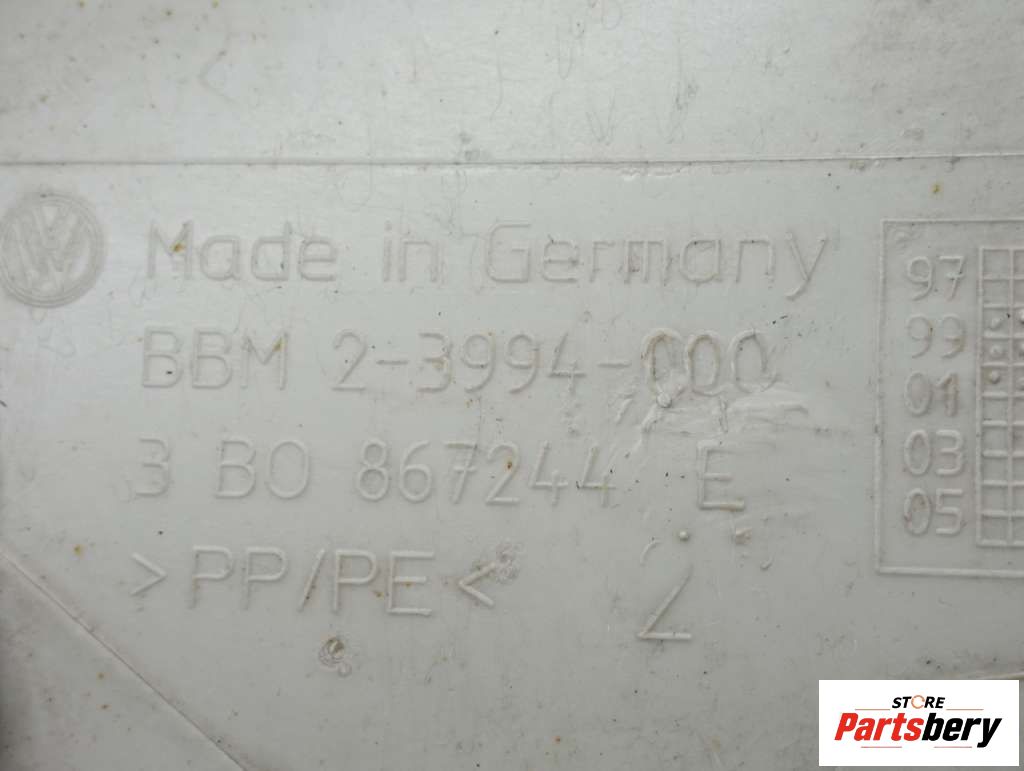 VW Made in Germany
BBM 2-3994-000
3 B0 867244 E
>PP/PE<
2
97
99
01
03
05
STORE
Partsbery